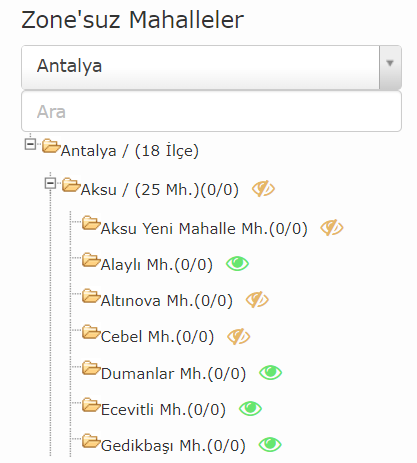 Zone'suz Mahalleler
Antalya
Ara
Antalya / (18 İlçe)
Aksu / (25 Mh.)(0/0)
Aksu Yeni Mahalle Mh.(0/0)
Alaylı Mh.(0/0)
Altınova Mh.(0/0)
Cebel Mh.(0/0)
Dumanlar Mh.(0/0)
Ecevitli Mh.(0/0)
Gedikbaşı Mh.(0/0)